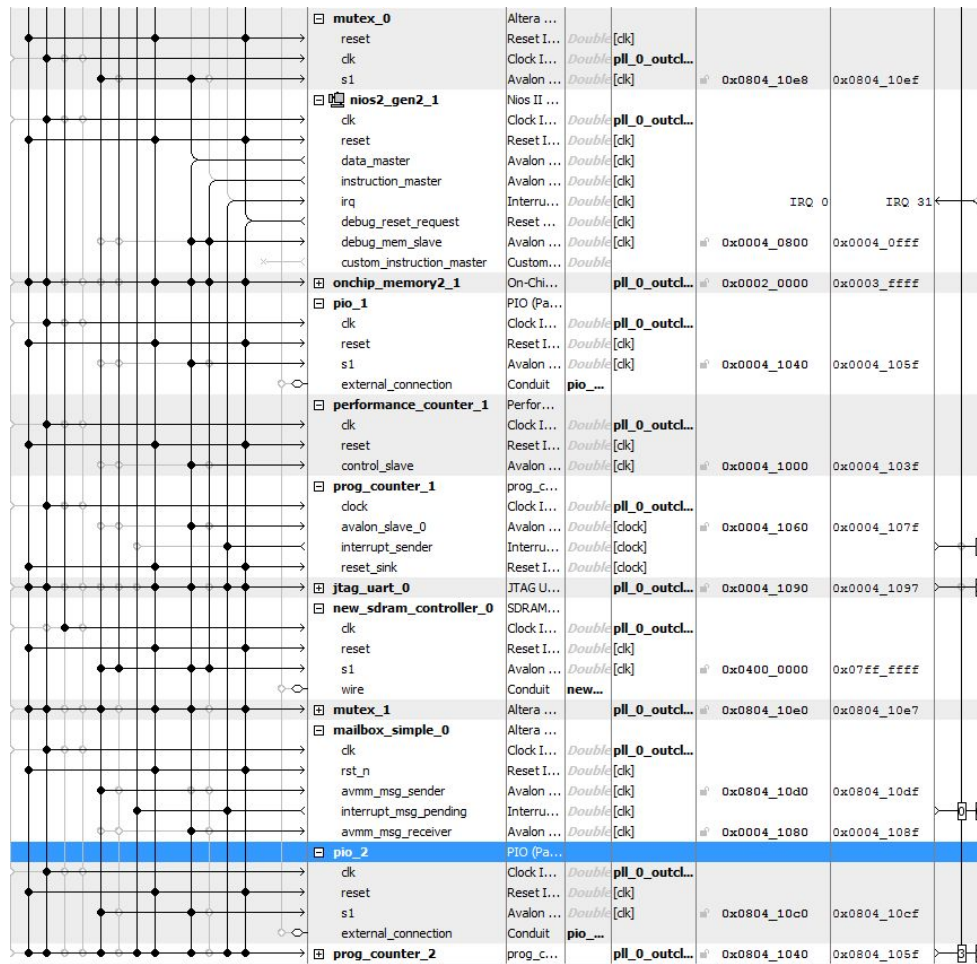 mutex_0 Altera ...
reset Reset I... Double [clk]
clk Clock I... Double pll_0_outcl...
s1 Avalon ... Double [clk] 0x0804_10e8 0x0804_10ef
nios2_gen2_1 Nios II ...
clk Clock I... Double pll_0_outcl...
reset Reset I... Double [clk]
data_master Avalon ... Double [clk]
instruction_master Avalon ... Double [clk]
irq Interru... Double [clk] IRQ 0 IRQ 31
debug_reset_request Reset ... Double [clk]
debug_mem_slave Avalon ... Double [clk] 0x0004_0800 0x0004_0fff
custom_instruction_master Custom... Double
onchip_memory2_1 On-Chi... pll_0_outcl... 0x0002_0000 0x0003_ffff
pio_1 PIO (Pa...
clk Clock I... Double pll_0_outcl...
reset Reset I... Double [clk]
s1 Avalon ... Double [clk] 0x0004_1040 0x0004_105f
external_connection Conduit pio_...
performance_counter_1 Perfor...
clk Clock I... Double pll_0_outcl...
reset Reset I... Double [clk]
control_slave Avalon ... Double [clk] 0x0004_1000 0x0004_103f
prog_counter_1 prog_c...
clock Clock I... Double pll_0_outcl...
avalon_slave_0 Avalon ... Double [clock] 0x0004_1060 0x0004_107f
interrupt_sender Interru... Double [clock]
reset_sink Reset I... Double [clock]
jtag_uart_0 JTAG U... pll_0_outcl... 0x0004_1090 0x0004_1097
new_sdram_controller_0 SDRAM...
clk Clock I... Double pll_0_outcl...
reset Reset I... Double [clk]
s1 Avalon ... Double [clk] 0x0400_0000 0x07ff_ffff
wire Conduit new...
mutex_1 Altera ... pll_0_outcl... 0x0804_10e0 0x0804_10e7
mailbox_simple_0 Altera ...
clk Clock I... Double pll_0_outcl...
rst_n Reset I... Double [clk]
avmm_msg_sender Avalon ... Double [clk] 0x0804_10d0 0x0804_10df
interrupt_msg_pending Interru... Double [clk] 0
avmm_msg_receiver Avalon ... Double [clk] 0x0004_1080 0x0004_108f
pio_2 PIO (Pa...
clk Clock I... Double pll_0_outcl...
reset Reset I... Double [clk]
s1 Avalon ... Double [clk] 0x0804_10c0 0x0804_10cf
external_connection Conduit pio_...
prog_counter_2 prog_c... pll_0_outcl... 0x0804_1040 0x0804_105f 3